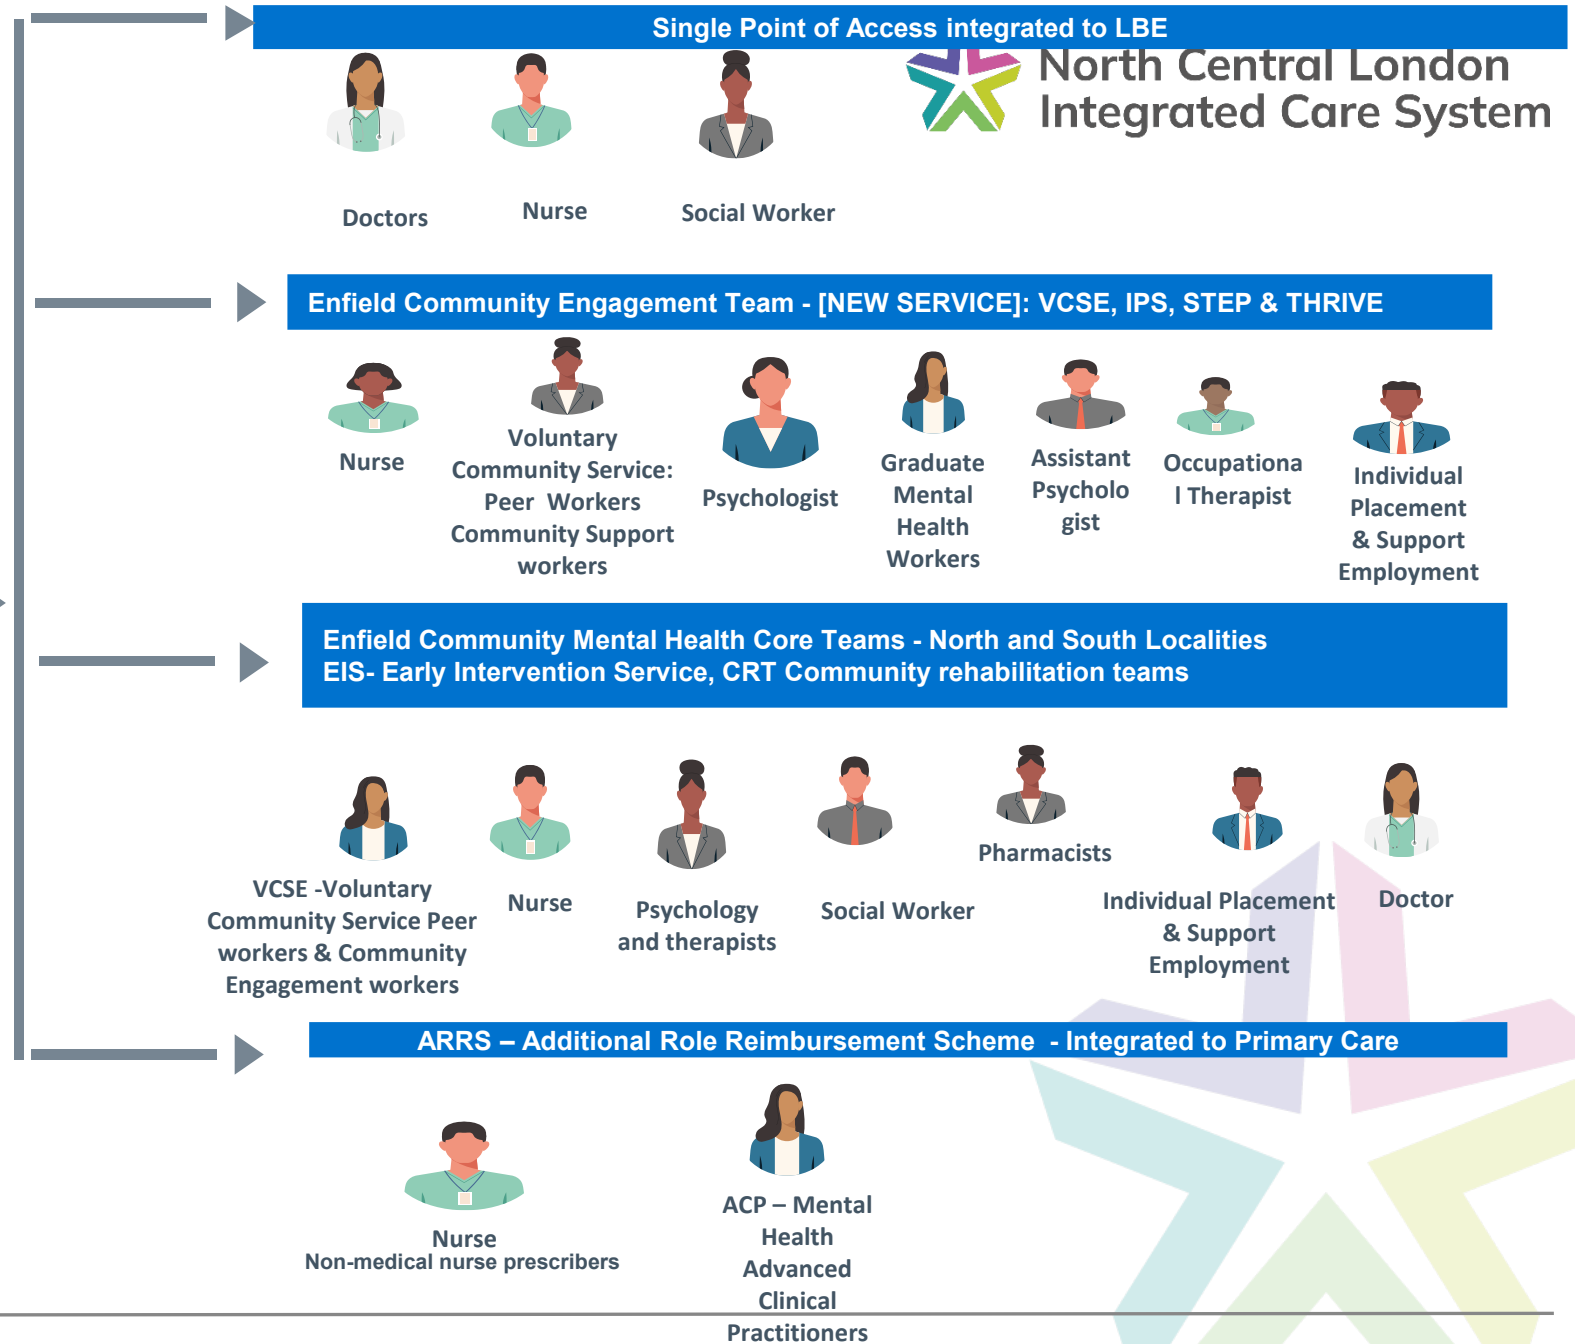 Single Point of Access integrated to LBE
North Central London
Integrated Care System
Doctors
Nurse
Social Worker
Enfield Community Engagement Team - [NEW SERVICE]: VCSE, IPS, STEP & THRIVE
Nurse
Voluntary
Community Service:
Peer Workers
Community Support
workers
Psychologist
Graduate
Mental
Health
Workers
Assistant
Psycholo
gist
Occupationa
l Therapist
Individual
Placement
& Support
Employment
Enfield Community Mental Health Core Teams - North and South Localities
EIS- Early Intervention Service, CRT Community rehabilitation teams
VCSE -Voluntary
Community Service Peer
workers & Community
Engagement workers
Nurse
Psychology
and therapists
Social Worker
Pharmacists
Individual Placement
& Support
Employment
Doctor
ARRS – Additional Role Reimbursement Scheme - Integrated to Primary Care
Nurse
Non-medical nurse prescribers
ACP – Mental
Health
Advanced
Clinical
Practitioners